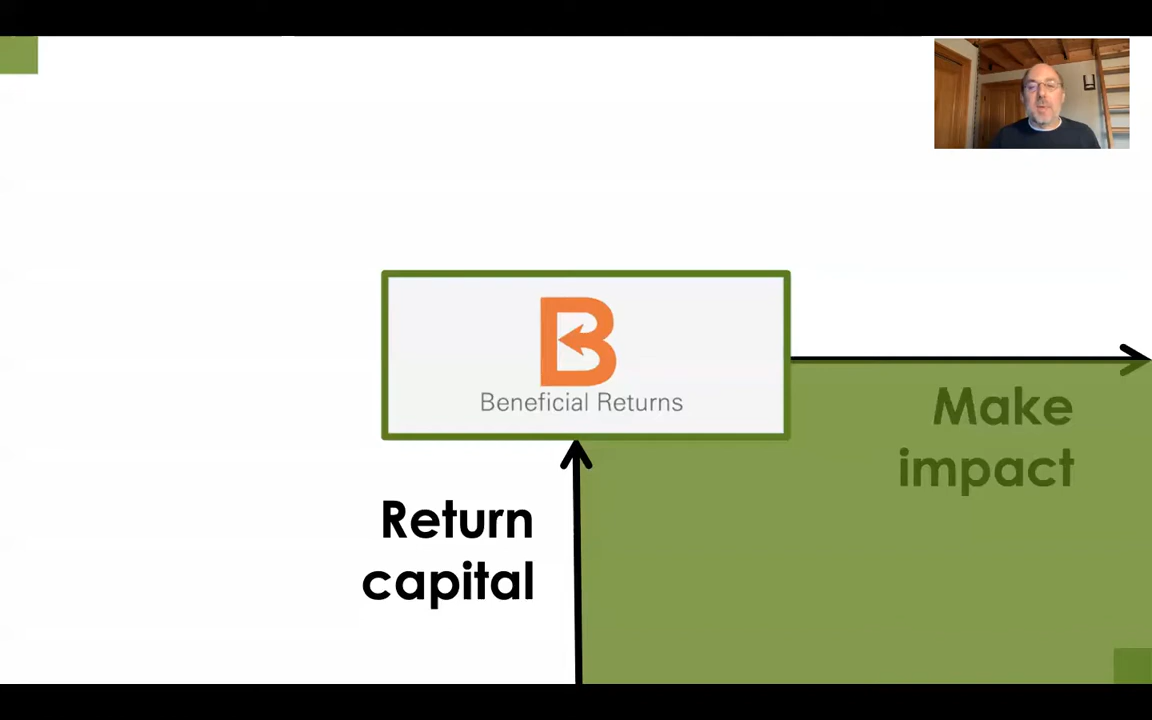 B
Beneficial Returns
Make
impact
Return
capital